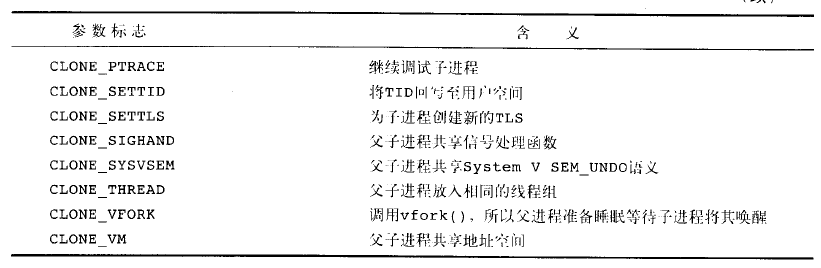 参数标志 含 义
CLONE_PTRACE 继续调试子进程
CLONE_SETTID 将TID回写至用户空间
CLONE_SETTLS 为子进程创建新的TLS
CLONE_SIGHAND 父子进程共享信号处理函数
CLONE_SYSVSEM 父子进程共享System V SEM_UNDO语义
CLONE_THREAD 父子进程放入相同的线程组
CLONE_VFORK 调用vfork(), 所以父进程准备睡眠等待子进程将其唤醒
CLONE_VM 父子进程共享地址空间